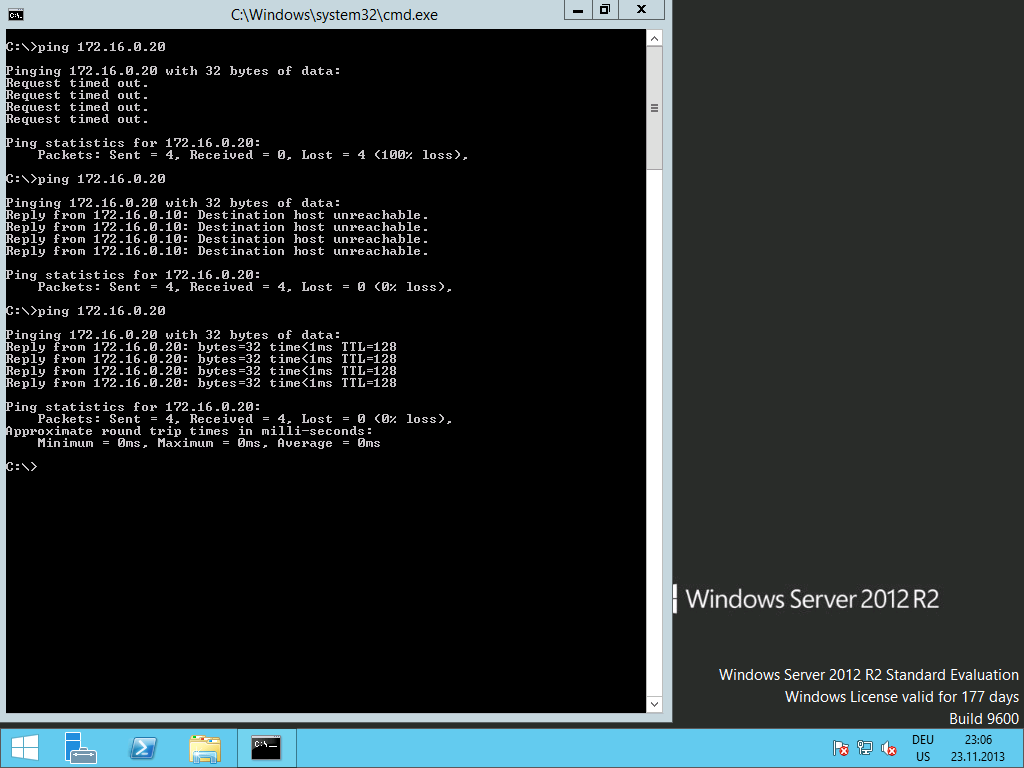 C:\Windows\system32\cmd.exe
C:\>ping 172.16.0.20
Pinging 172.16.0.20 with 32 bytes of data:
Request timed out.
Request timed out.
Request timed out.
Request timed out.
Ping statistics for 172.16.0.20:
    Packets: Sent = 4, Received = 0, Lost = 4 (100% loss),
C:\>ping 172.16.0.20
Pinging 172.16.0.20 with 32 bytes of data:
Reply from 172.16.0.10: Destination host unreachable.
Reply from 172.16.0.10: Destination host unreachable.
Reply from 172.16.0.10: Destination host unreachable.
Reply from 172.16.0.10: Destination host unreachable.
Ping statistics for 172.16.0.20:
    Packets: Sent = 4, Received = 4, Lost = 0 (0% loss),
C:\>ping 172.16.0.20
Pinging 172.16.0.20 with 32 bytes of data:
Reply from 172.16.0.20: bytes=32 time<1ms TTL=128
Reply from 172.16.0.20: bytes=32 time<1ms TTL=128
Reply from 172.16.0.20: bytes=32 time<1ms TTL=128
Reply from 172.16.0.20: bytes=32 time<1ms TTL=128
Ping statistics for 172.16.0.20:
    Packets: Sent = 4, Received = 4, Lost = 0 (0% loss),
Approximate round trip times in milli-seconds:
    Minimum = 0ms, Maximum = 0ms, Average = 0ms
C:\>
Windows Server 2012 R2
Windows Server 2012 R2 Standard Evaluation
Windows License valid for 177 days
Build 9600
DEU
US
23:06
23.11.2013